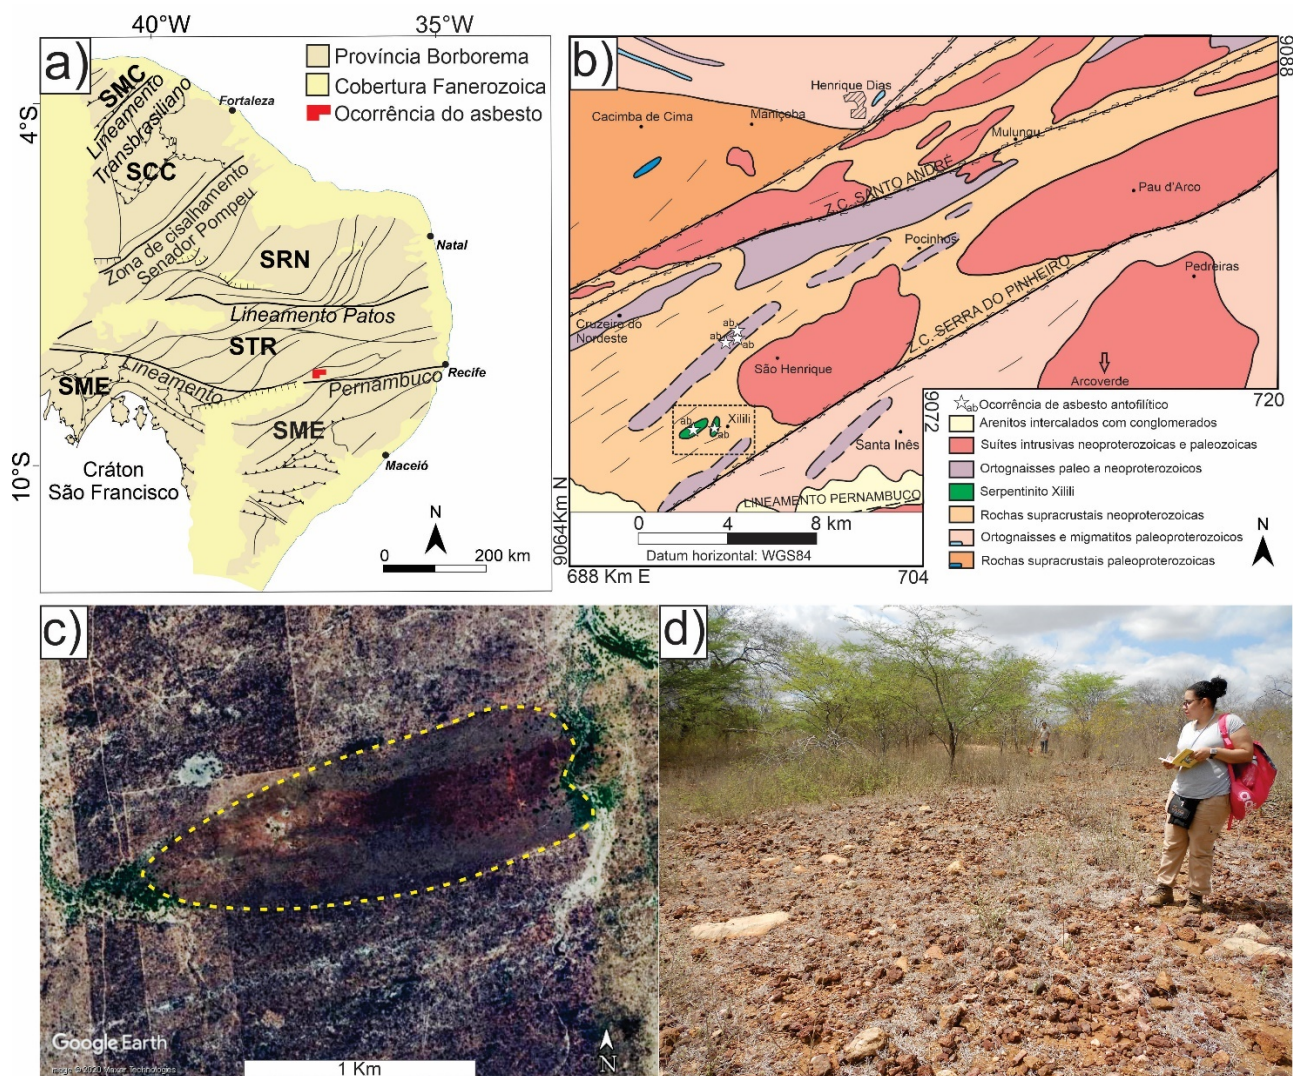 40°W
35°W
a)
Província Borborema
Cobertura Fanerozoica
Ocorrência do asbesto
4°S
10°S
SMC
Lineamento
Transbrasiliano
Fortaleza
SCC
Zona de cisalhamento
Senador Pompeu
SRN
Natal
Lineamento Patos
STR
SME
Lineamento
Pernambuco
Recife
SME
Maceió
Cráton
São Francisco
N
0
200 km
b)
9088
Henrique Dias
Cacimba de Cima
Maniçoba
Mulungu
Z.C. SANTO ANDRÉ
Pau d'Arco
Pocinhos
Pedreiras
Cruzeiro do
Nordeste
ab
ab
ab
Z.C. SERRA DO PINHEIRO
São Henrique
Arcoverde
ab
Xilili
ab
Santa Inês
LINEAMENTO PERNAMBUCO
9072
720
ab
Ocorrência de asbesto antofilítico
Arenitos intercalados com conglomerados
Suítes intrusivas neoproterozoicas e paleozoicas
Ortognaisses paleo a neoproterozoicos
Serpentinito Xilili
Rochas supracrustais neoproterozoicas
Ortognaisses e migmatitos paleoproterozoicos
Rochas supracrustais paleoproterozoicas
N
0
4
8 km
Datum horizontal: WGS84
9064Km N
688 Km E
704
c)
Google Earth
© 2020 Maxar Technologies
1 Km
N
d)